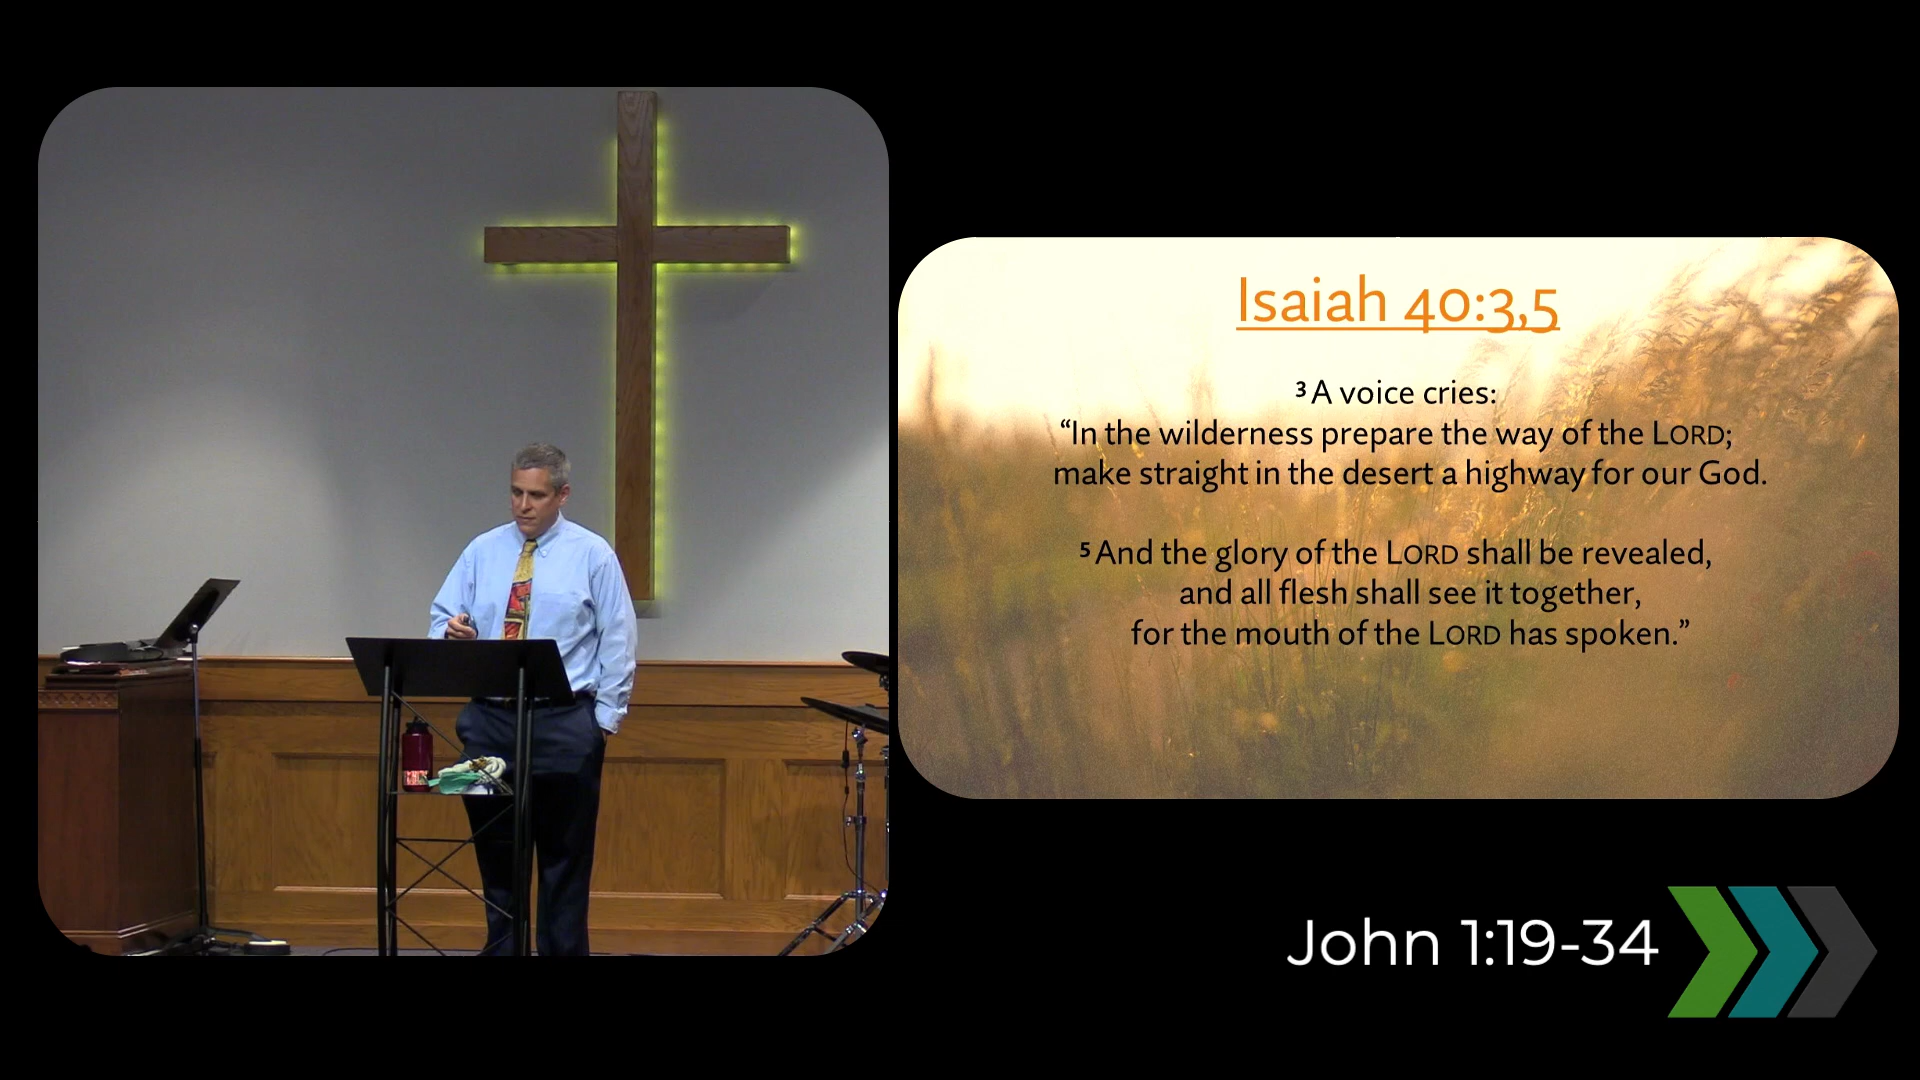 Isaiah 40:3,5
³ A voice cries:
“In the wilderness prepare the way of the LORD;
make straight in the desert a highway for our God.
⁵ And the glory of the LORD shall be revealed,
and all flesh shall see it together,
for the mouth of the LORD has spoken.”
John 1:19-34